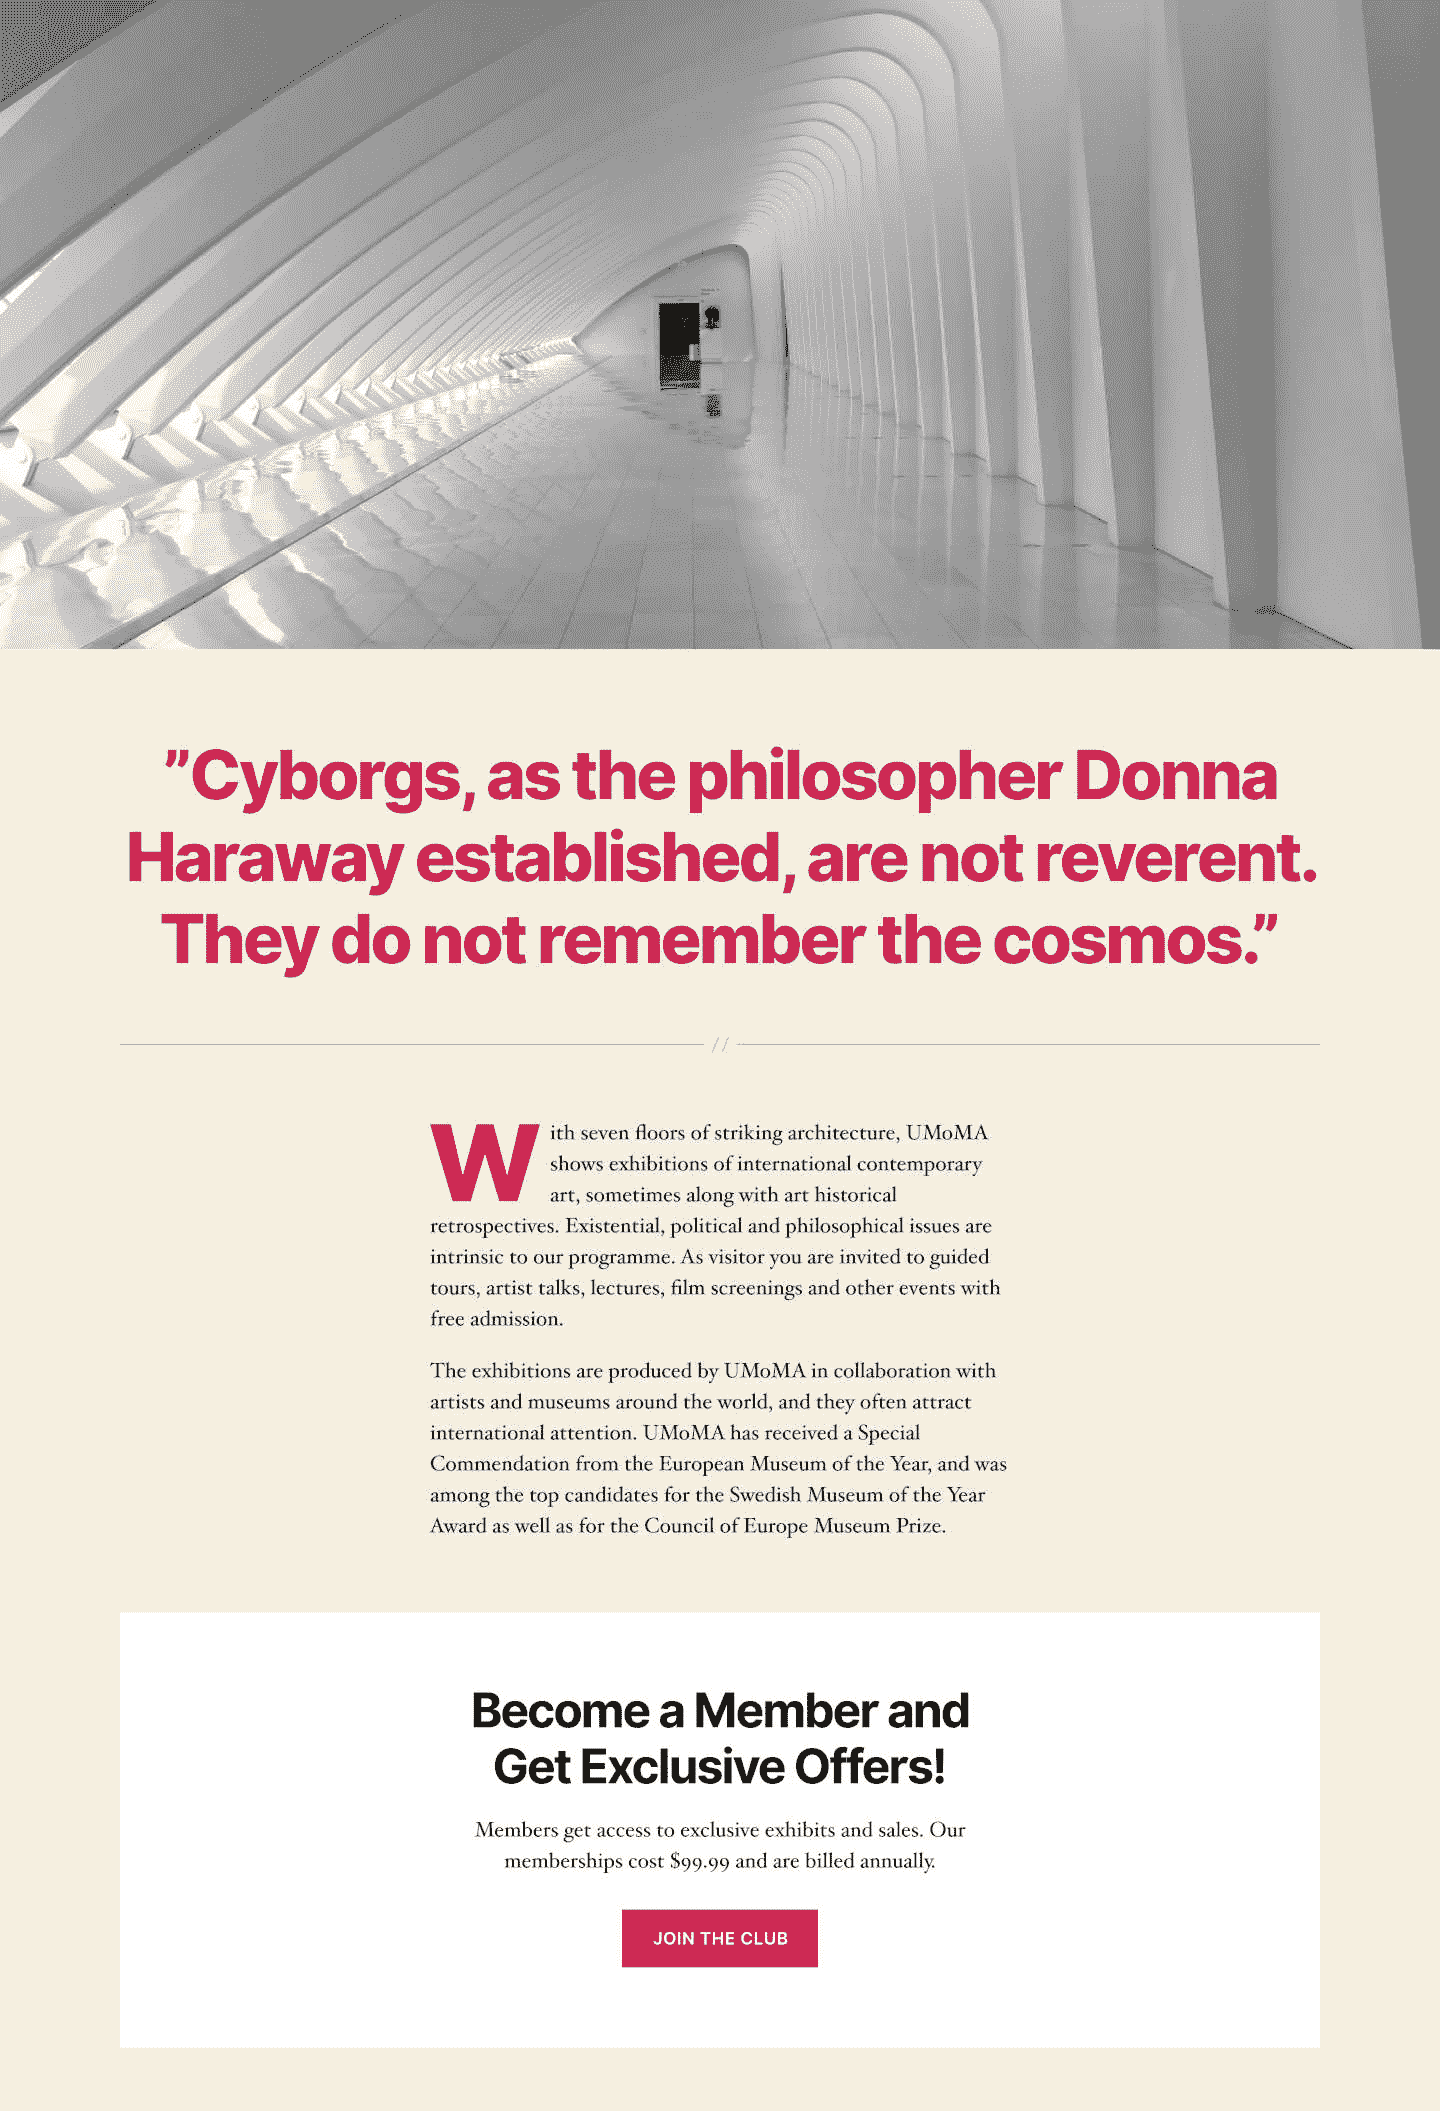 ”Cyborgs, as the philosopher Donna
Haraway established, are not reverent.
They do not remember the cosmos.”
//
With seven floors of striking architecture, UMoMA
shows exhibitions of international contemporary
art, sometimes along with art historical
retrospectives. Existential, political and philosophical issues are
intrinsic to our programme. As visitor you are invited to guided
tours, artist talks, lectures, film screenings and other events with
free admission.
The exhibitions are produced by UMoMA in collaboration with
artists and museums around the world, and they often attract
international attention. UMoMA has received a Special
Commendation from the European Museum of the Year, and was
among the top candidates for the Swedish Museum of the Year
Award as well as for the Council of Europe Museum Prize.
Become a Member and
Get Exclusive Offers!
Members get access to exclusive exhibits and sales. Our
memberships cost $99.99 and are billed annually.
JOIN THE CLUB